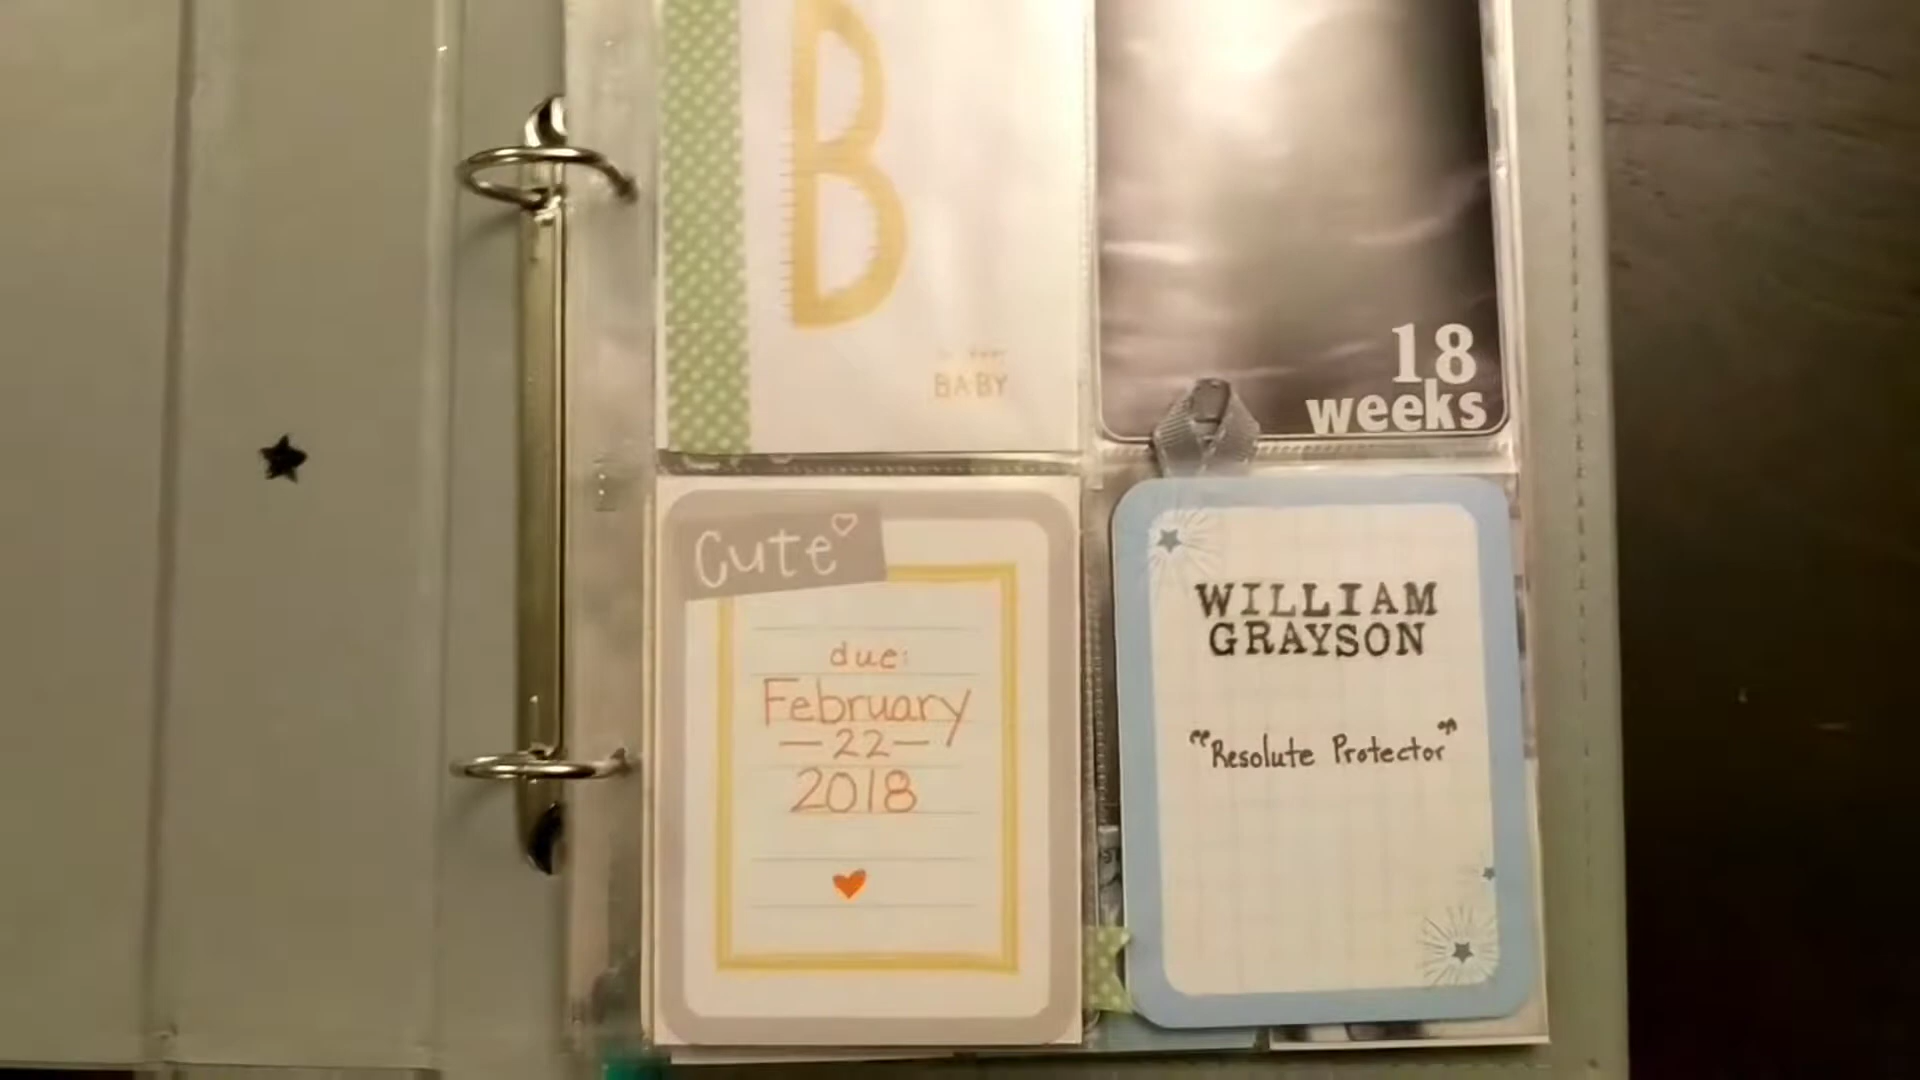 B
BABY
18
weeks
Cute
due:
February
—22—
2018
WILLIAM
GRAYSON
"Resolute Protector"